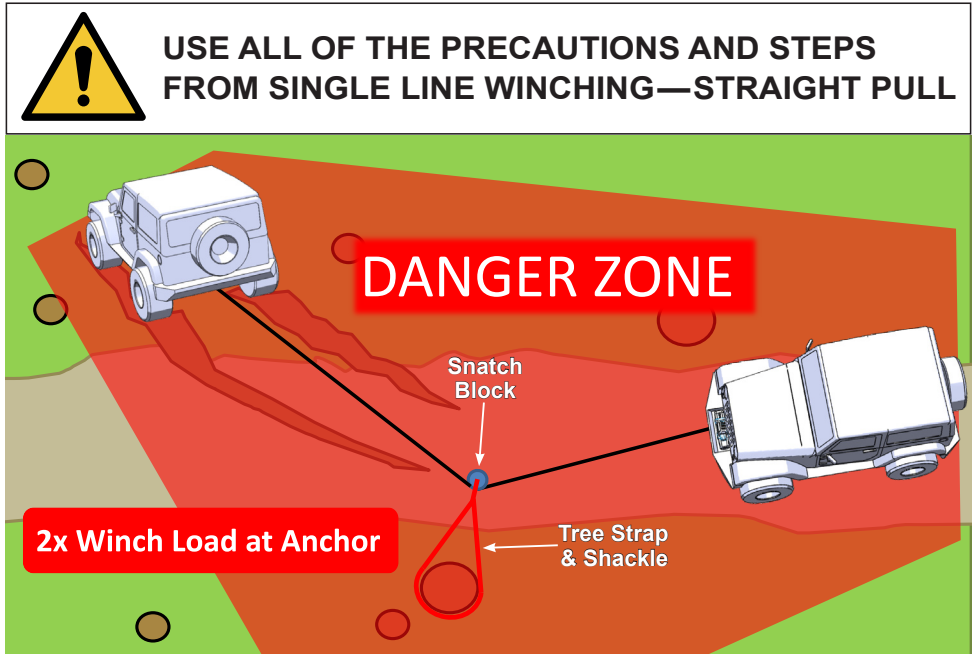 USE ALL OF THE PRECAUTIONS AND STEPS
FROM SINGLE LINE WINCHING—STRAIGHT PULL
DANGER ZONE
Snatch
Block
2x Winch Load at Anchor
Tree Strap
& Shackle